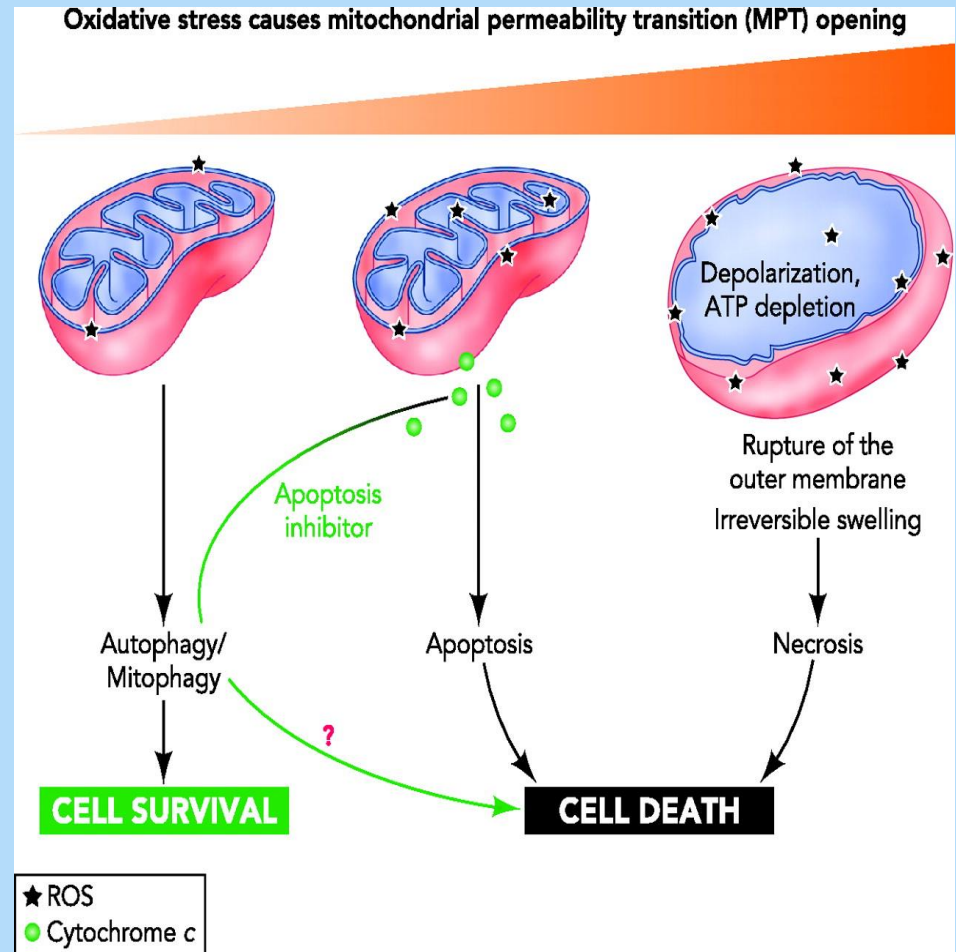 Oxidative stress causes mitochondrial permeability transition (MPT) opening
Depolarization,
ATP depletion
Rupture of the
outer membrane
Irreversible swelling
Apoptosis
inhibitor
Autophagy/
Mitophagy
Apoptosis
Necrosis
?
CELL SURVIVAL
CELL DEATH
ROS
Cytochrome c